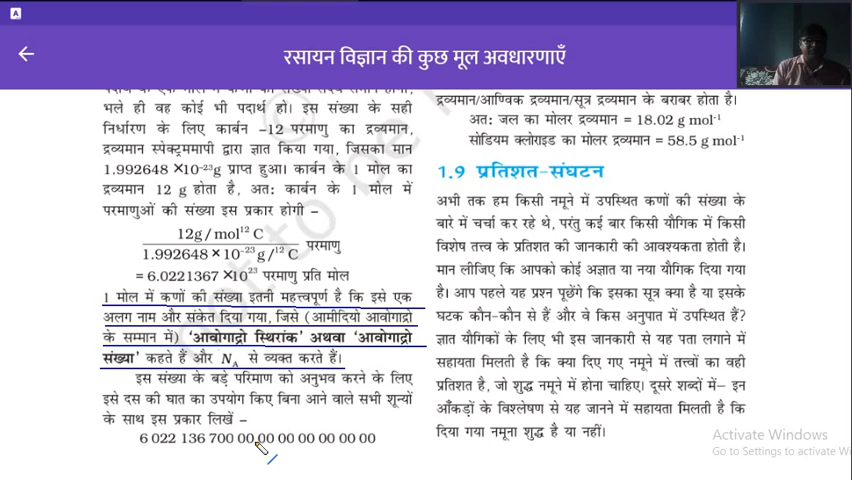 A
रसायन विज्ञान की कुछ मूल अवधारणाएँ
भले ही वह कोई भी पदार्थ हो। इस संख्या के सही
निर्धारण के लिए कार्बन –12 परमाणु का द्रव्यमान,
द्रव्यमान स्पेक्ट्रममापी द्वारा ज्ञात किया गया, जिसका मान
1.992648 ×10⁻²³g प्राप्त हुआ। कार्बन के 1 मोल का
द्रव्यमान 12 g होता है, अत: कार्बन के 1 मोल में
परमाणुओं की संख्या इस प्रकार होगी –
12g / mol¹² C
1.992648 ×10⁻²³g /¹² C परमाणु
= 6.0221367 ×10²³ परमाणु प्रति मोल
1 मोल में कणों की संख्या इतनी महत्त्वपूर्ण है कि इसे एक
अलग नाम और संकेत दिया गया, जिसे (आमीदियो आवोगाद्रो
के सम्मान में) 'आवोगाद्रो स्थिरांक' अथवा 'आवोगाद्रो
संख्या' कहते हैं और N_A से व्यक्त करते हैं।
इस संख्या के बड़े परिमाण को अनुभव करने के लिए
इसे दस की घात का उपयोग किए बिना आने वाले सभी शून्यों
के साथ इस प्रकार लिखें –
6 022 136 700 00 00 00 00 00 00 00
द्रव्यमान/आण्विक द्रव्यमान/सूत्र द्रव्यमान के बराबर होता है।
अत: जल का मोलर द्रव्यमान = 18.02 g mol⁻¹
सोडियम क्लोराइड का मोलर द्रव्यमान = 58.5 g mol⁻¹
1.9 प्रतिशत-संघटन
अभी तक हम किसी नमूने में उपस्थित कणों की संख्या के
बारे में चर्चा कर रहे थे, परंतु कई बार किसी यौगिक में किसी
विशेष तत्त्व के प्रतिशत की जानकारी की आवश्यकता होती है।
मान लीजिए कि आपको कोई अज्ञात या नया यौगिक दिया गया
है। आप पहले यह प्रश्न पूछेंगे कि इसका सूत्र क्या है या इसके
घटक कौन-कौन से हैं और वे किस अनुपात में उपस्थित हैं?
ज्ञात यौगिकों के लिए भी इस जानकारी से यह पता लगाने में
सहायता मिलती है कि क्या दिए गए नमूने में तत्त्वों का वही
प्रतिशत है, जो शुद्ध नमूने में होना चाहिए। दूसरे शब्दों में– इन
आँकड़ों के विश्लेषण से यह जानने में सहायता मिलती है कि
दिया गया नमूना शुद्ध है या नहीं।
Activate Windows
Go to Settings to activate Wi